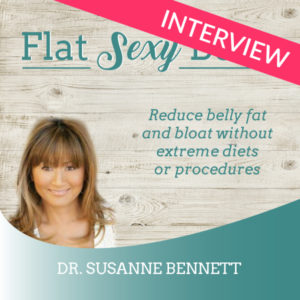 INTERVIEW
Flat Sexy
Reduce belly fat
and bloat without
extreme diets
or procedures
DR. SUSANNE BENNETT